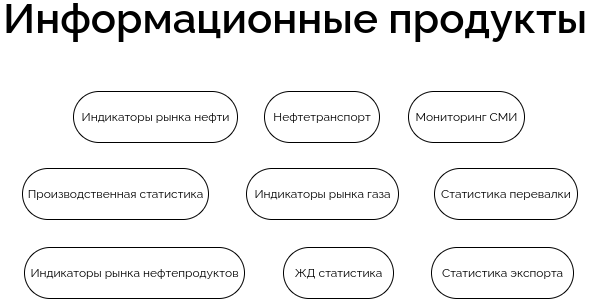 Информационные продукты
Индикаторы рынка нефти
Нефтетранспорт
Мониторинг СМИ
Производственная статистика
Индикаторы рынка газа
Статистика перевалки
Индикаторы рынка нефтепродуктов
ЖД статистика
Статистика экспорта